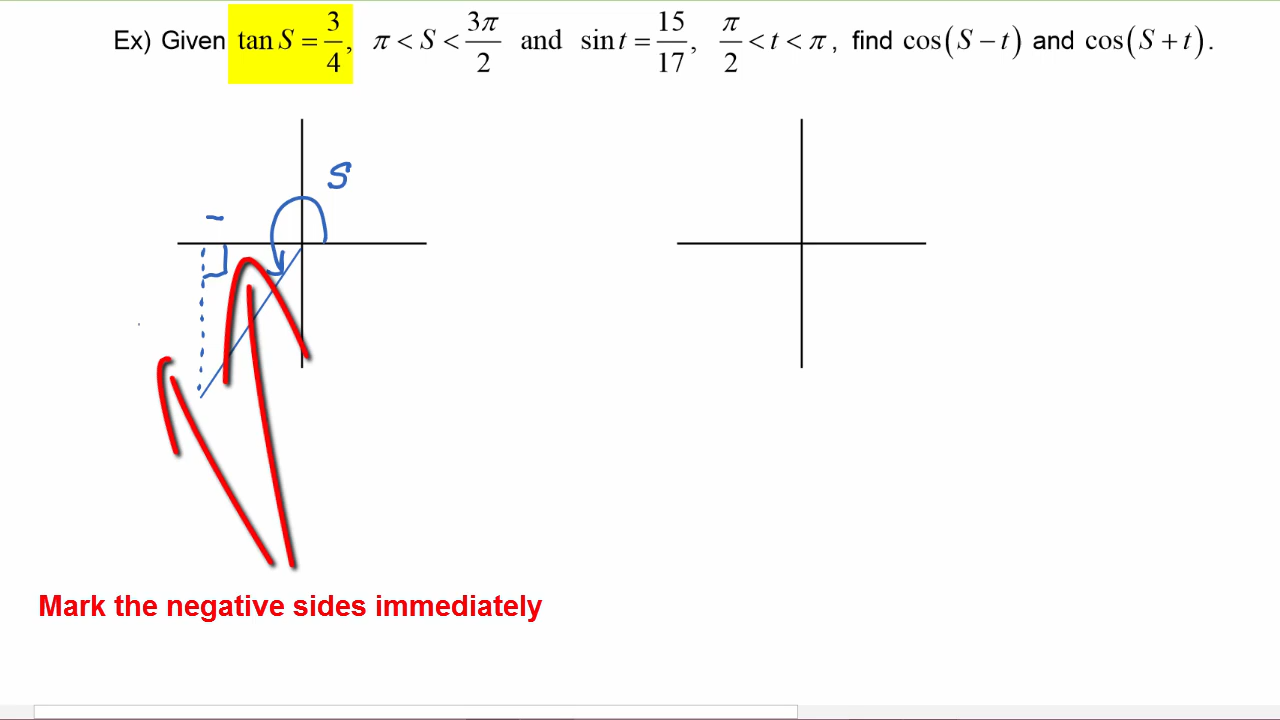 Ex) Given tan S = 3/4, π < S < 3π/2 and sin t = 15/17, π/2 < t < π, find cos(S − t) and cos(S + t).
S
−
Mark the negative sides immediately